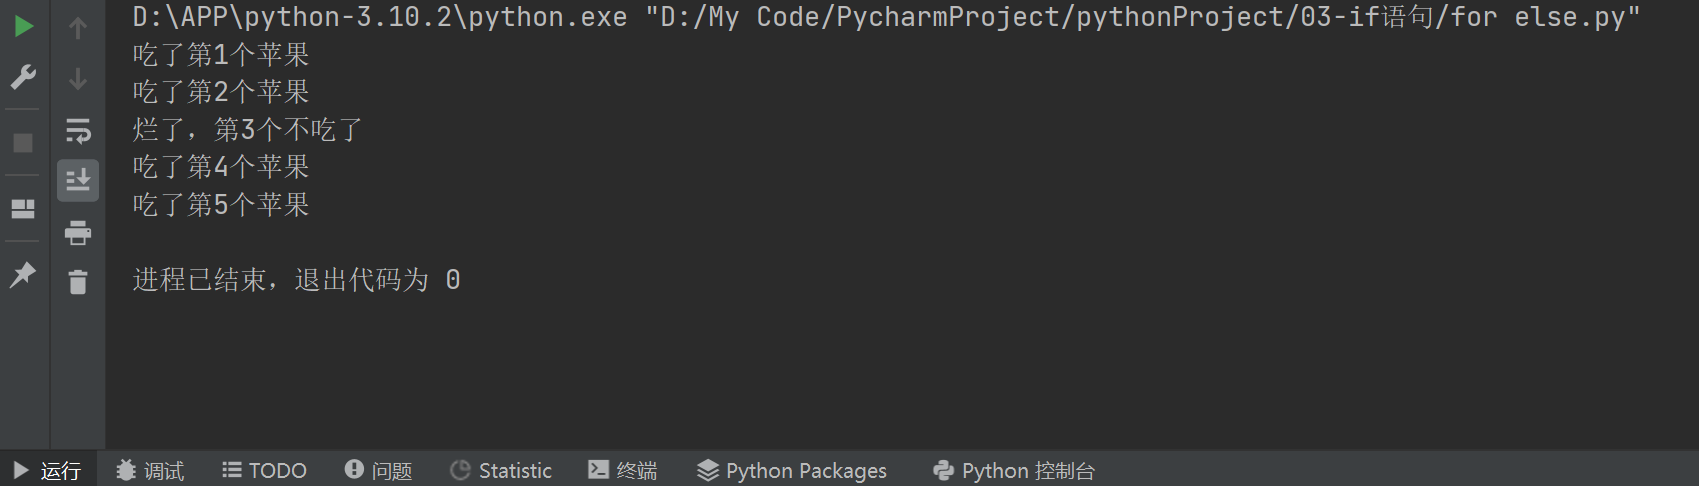 D:\APP\python-3.10.2\python.exe "D:/My Code/PycharmProject/pythonProject/03-if语句/for else.py"
吃了第1个苹果
吃了第2个苹果
烂了，第3个不吃了
吃了第4个苹果
吃了第5个苹果
进程已结束，退出代码为 0
运行 调试 TODO 问题 Statistic 终端 Python Packages Python 控制台